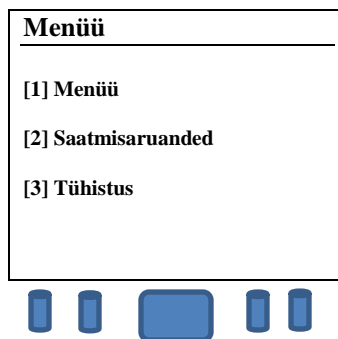 Menüü
[1] Menüü
[2] Saatmisaruanded
[3] Tühistus